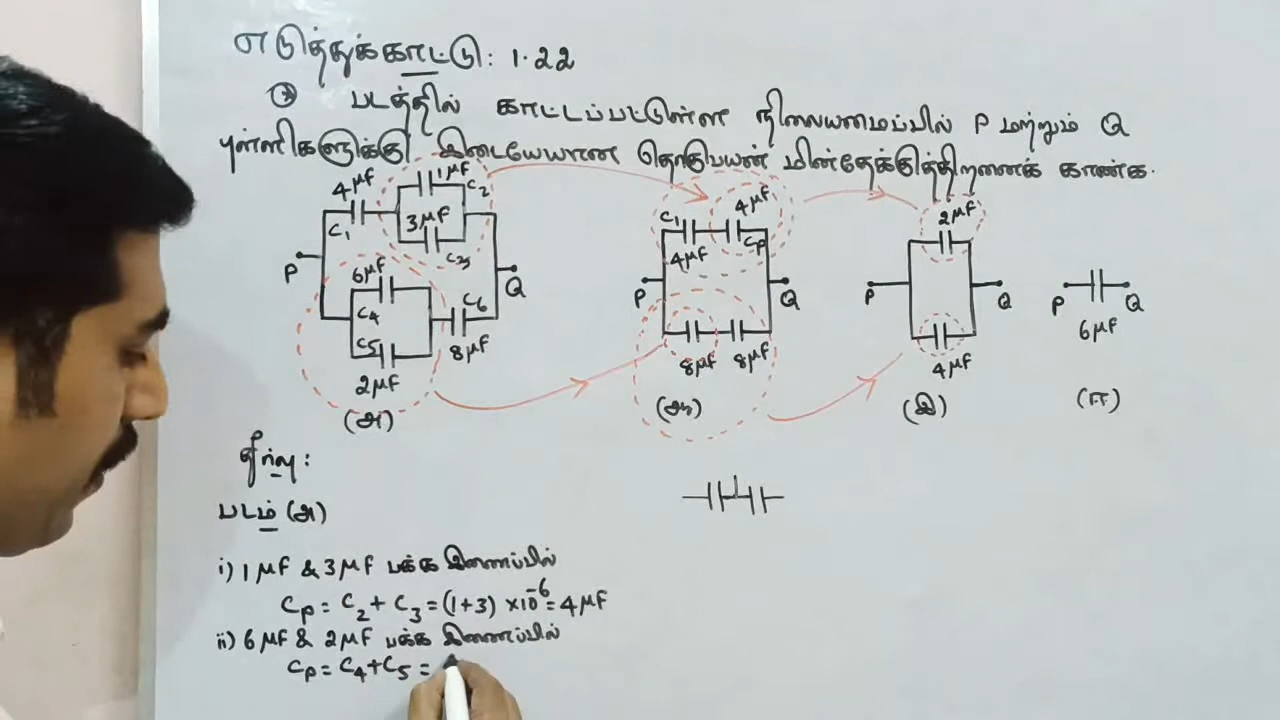 எடுத்துக்காட்டு: 1.22
படத்தில் காட்டப்பட்டுள்ள நிலையமைப்பில் P மற்றும் Q
புள்ளிகளுக்கு இடையேயான தொகுபயன் மின்தேக்குத்திறனைக் காண்க.
4μF
C1
1μF
C2
3μF
C3
P
6μF
C4
C5
2μF
C6
8μF
Q
(அ)
C1
4μF
4μF
CP
P
Q
8μF
8μF
(ஆ)
2μF
P
Q
4μF
(இ)
P
Q
6μF
(ஈ)
தீர்வு:
படம் (அ)
i) 1μF & 3μF பக்க இணைப்பில்
CP = C2 + C3 = (1+3) ×10⁻⁶ = 4μF
ii) 6μF & 2μF பக்க இணைப்பில்
CP = C4+C5 =